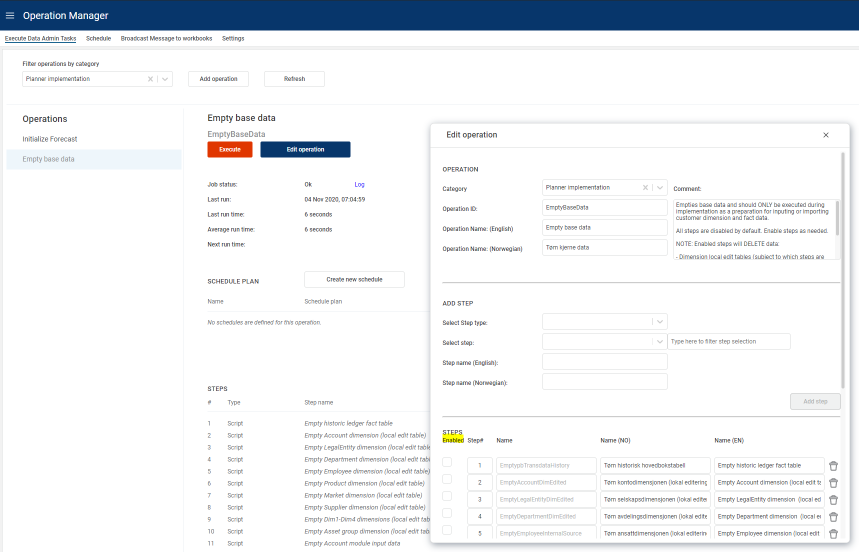 Operation Manager
Execute Data Admin Tasks
Schedule
Broadcast Message to workbooks
Settings
Filter operations by category
Planner implementation
Add operation
Refresh
Operations
Initialize Forecast
Empty base data
Empty base data
EmptyBaseData
Execute
Edit operation
Job status:
Ok
Log
Last run:
04 Nov 2020, 07:04:59
Last run time:
6 seconds
Average run time:
6 seconds
Next run time:
SCHEDULE PLAN
Create new schedule
Name
Schedule plan
No schedules are defined for this operation.
STEPS
#
Type
Step name
1 Script Empty historic ledger fact table
2 Script Empty Account dimension (local edit table)
3 Script Empty LegalEntity dimension (local edit table
4 Script Empty Department dimension (local edit tab
5 Script Empty Employee dimension (local edit table)
6 Script Empty Product dimension (local edit table)
7 Script Empty Market dimension (local edit table)
8 Script Empty Supplier dimension (local edit table)
9 Script Empty Dim1-Dim4 dimensions (local edit tab
10 Script Empty Asset group dimension (local edit tab
11 Script Empty Account module input data
Edit operation
OPERATION
Category
Planner implementation
Comment:
Operation ID:
EmptyBaseData
Operation Name: (English)
Empty base data
Operation Name: (Norwegian)
Tøm kjerne data
Empties base data and should ONLY be executed during
implementation as a preparation for inputing or importing
customer dimension and fact data.
All steps are disabled by default. Enable steps as needed.
NOTE: Enabled steps will DELETE data:
- Dimension local edit tables (subject to which steps are
ADD STEP
Select Step type:
Select step:
Type here to filter step selection
Step name (English):
Step name (Norwegian):
Add step
STEPS
Enabled Step# Name Name (NO) Name (EN)
1 EmptypbTransdataHistory Tøm historisk hovedbokstabell Empty historic ledger fact table
2 EmptyAccountDimEdited Tøm kontodimensjonen (lokal editering Empty Account dimension (local edit ta
3 EmptyLegalEntityDimEdited Tøm selskapsdimensjonen (lokal edite Empty LegalEntity dimension (local ed
4 EmptyDepartmentDimEdited Tøm avdelingsdimensjonen (lokal edite Empty Department dimension (local e
5 EmptyEmployeeInternalSource Tøm ansattdimensjonen (lokal editering Empty Employee dimension (local edit